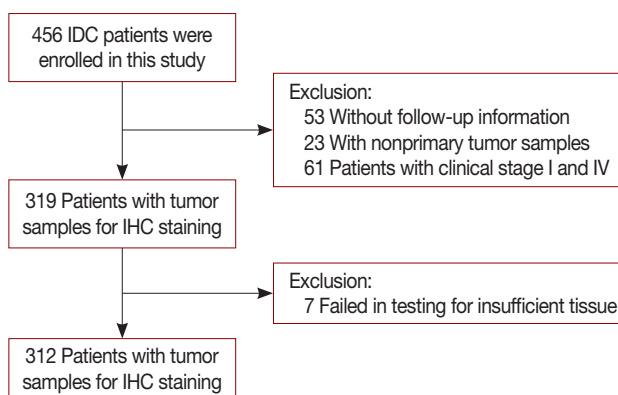 456 IDC patients were
enrolled in this study
Exclusion:
53 Without follow-up information
23 With nonprimary tumor samples
61 Patients with clinical stage I and IV
319 Patients with tumor
samples for IHC staining
Exclusion:
7 Failed in testing for insufficient tissue
312 Patients with tumor
samples for IHC staining